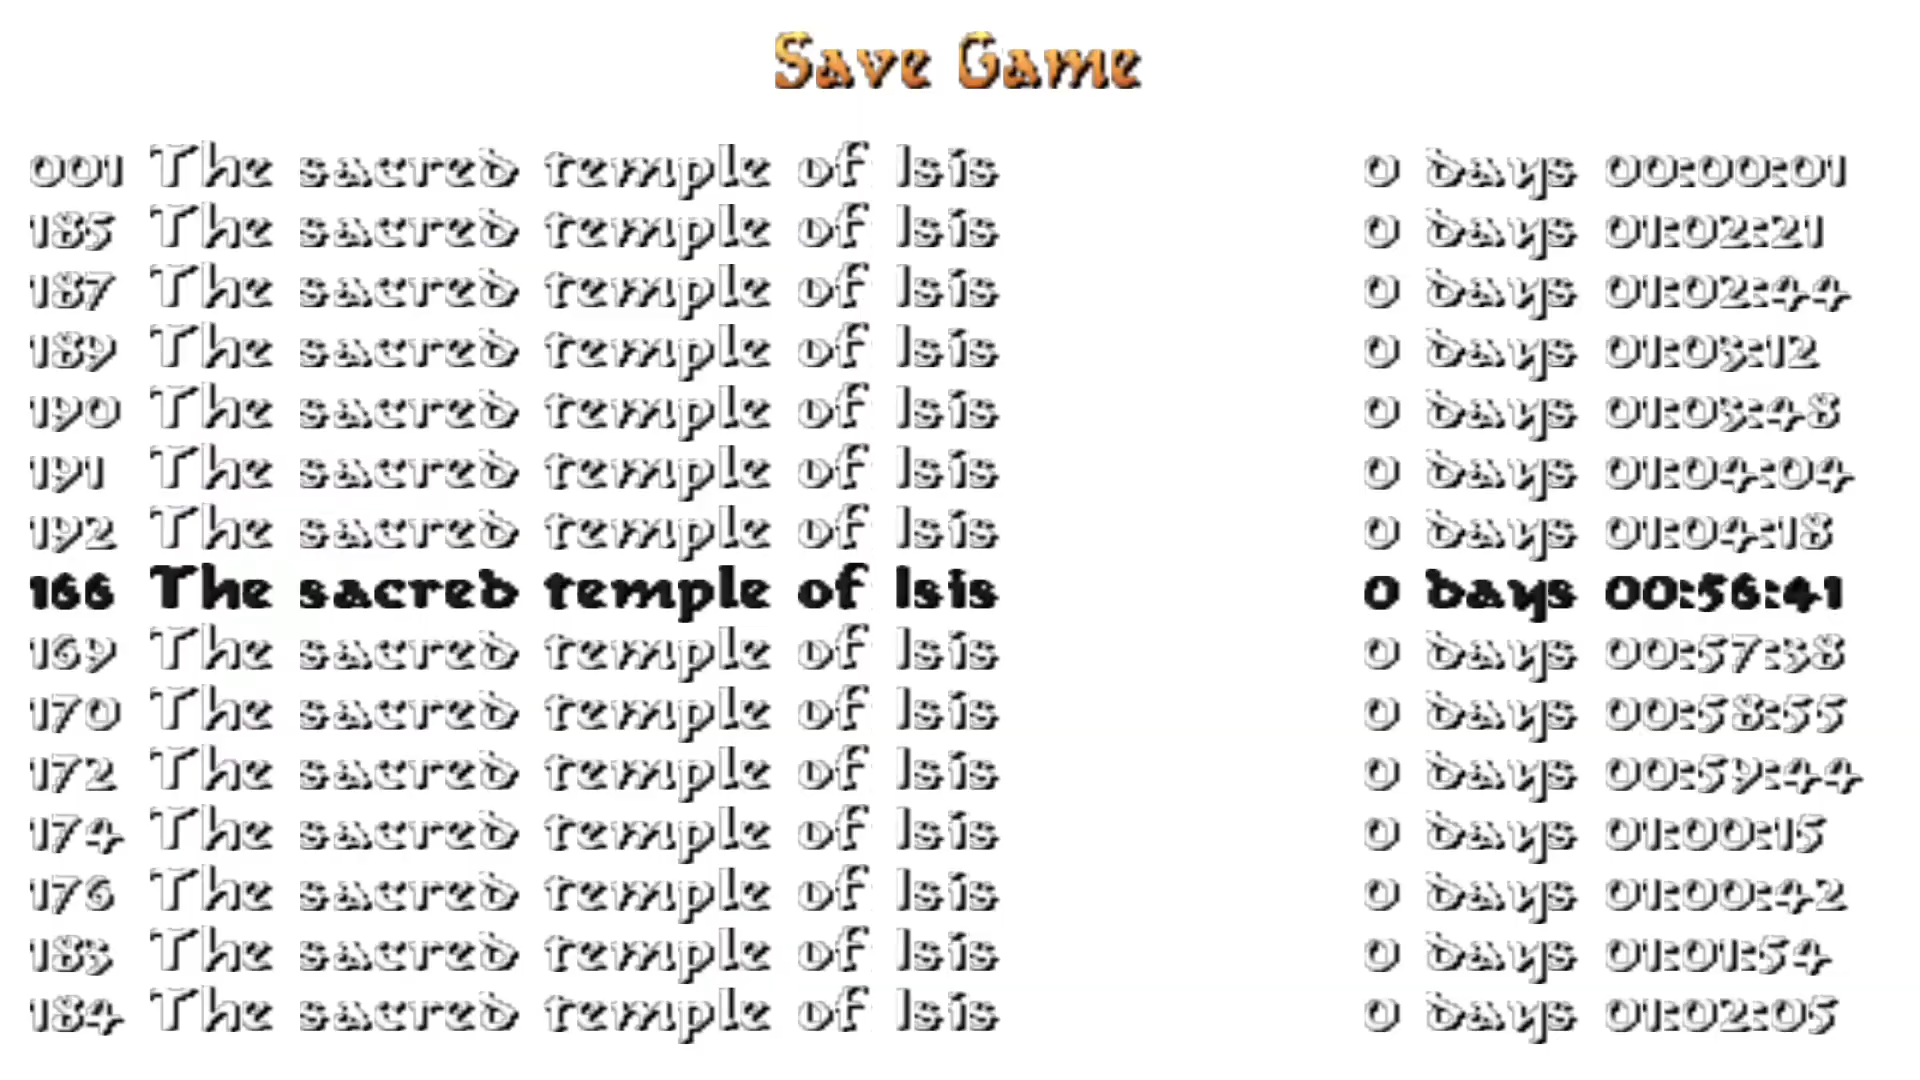 Save Game
001 The sacred temple of Isis 0 days 00:00:01
185 The sacred temple of Isis 0 days 01:02:21
187 The sacred temple of Isis 0 days 01:02:44
189 The sacred temple of Isis 0 days 01:03:12
190 The sacred temple of Isis 0 days 01:03:48
191 The sacred temple of Isis 0 days 01:04:04
192 The sacred temple of Isis 0 days 01:04:18
166 The sacred temple of Isis 0 days 00:56:41
169 The sacred temple of Isis 0 days 00:57:38
170 The sacred temple of Isis 0 days 00:58:55
172 The sacred temple of Isis 0 days 00:59:44
174 The sacred temple of Isis 0 days 01:00:15
176 The sacred temple of Isis 0 days 01:00:42
183 The sacred temple of Isis 0 days 01:01:54
184 The sacred temple of Isis 0 days 01:02:05